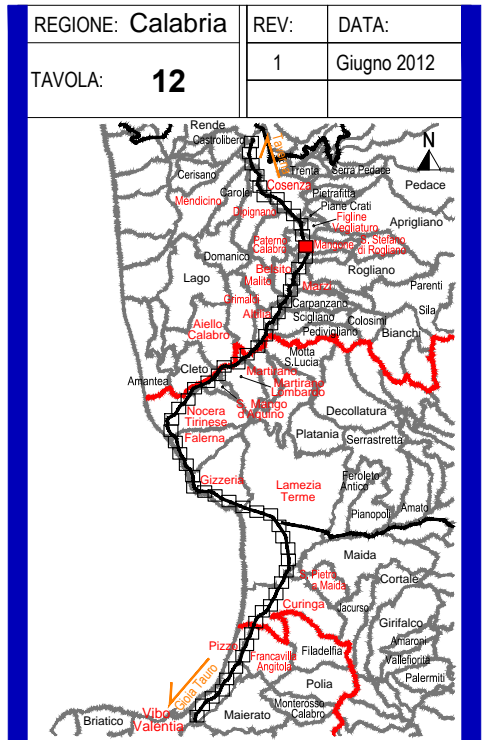 REGIONE: Calabria
REV:
DATA:
TAVOLA: 12
1
Giugno 2012
Rende
Castrolibero
N
Trenta
Serra Pedace
Cerisano
Cosenza
Pedace
Carolei
Pietrafitta
Mendicino
Piane Crati
Dipignano
Figline
Vegliaturo
Aprigliano
Paterno
Calabro
Mangone
S. Stefano
di Rogliano
Domanico
Belsito
Rogliano
Lago
Malito
Marzi
Parenti
Grimaldi
Carpanzano
Sila
Altilia
Scigliano
Colosimi
Aiello
Calabro
Pedivigliano
Bianchi
Motta
S.Lucia
Cleto
Martirano
Amantea
Martirano
Lombardo
S. Mango
d'Aquino
Nocera
Tirinese
Decollatura
Falerna
Platania
Serrastretta
Gizzeria
Lamezia
Terme
Feroleto
Antico
Pianopoli
Amato
Maida
S. Pietro
a Maida
Cortale
Curinga
Jacurso
Girifalco
Pizzo
Amaroni
Francavilla
Angitola
Filadelfia
Vallefiorita
Gioia Tauro
Polia
Palermiti
Vibo
Valentia
Monterosso
Calabro
Briatico
Maierato